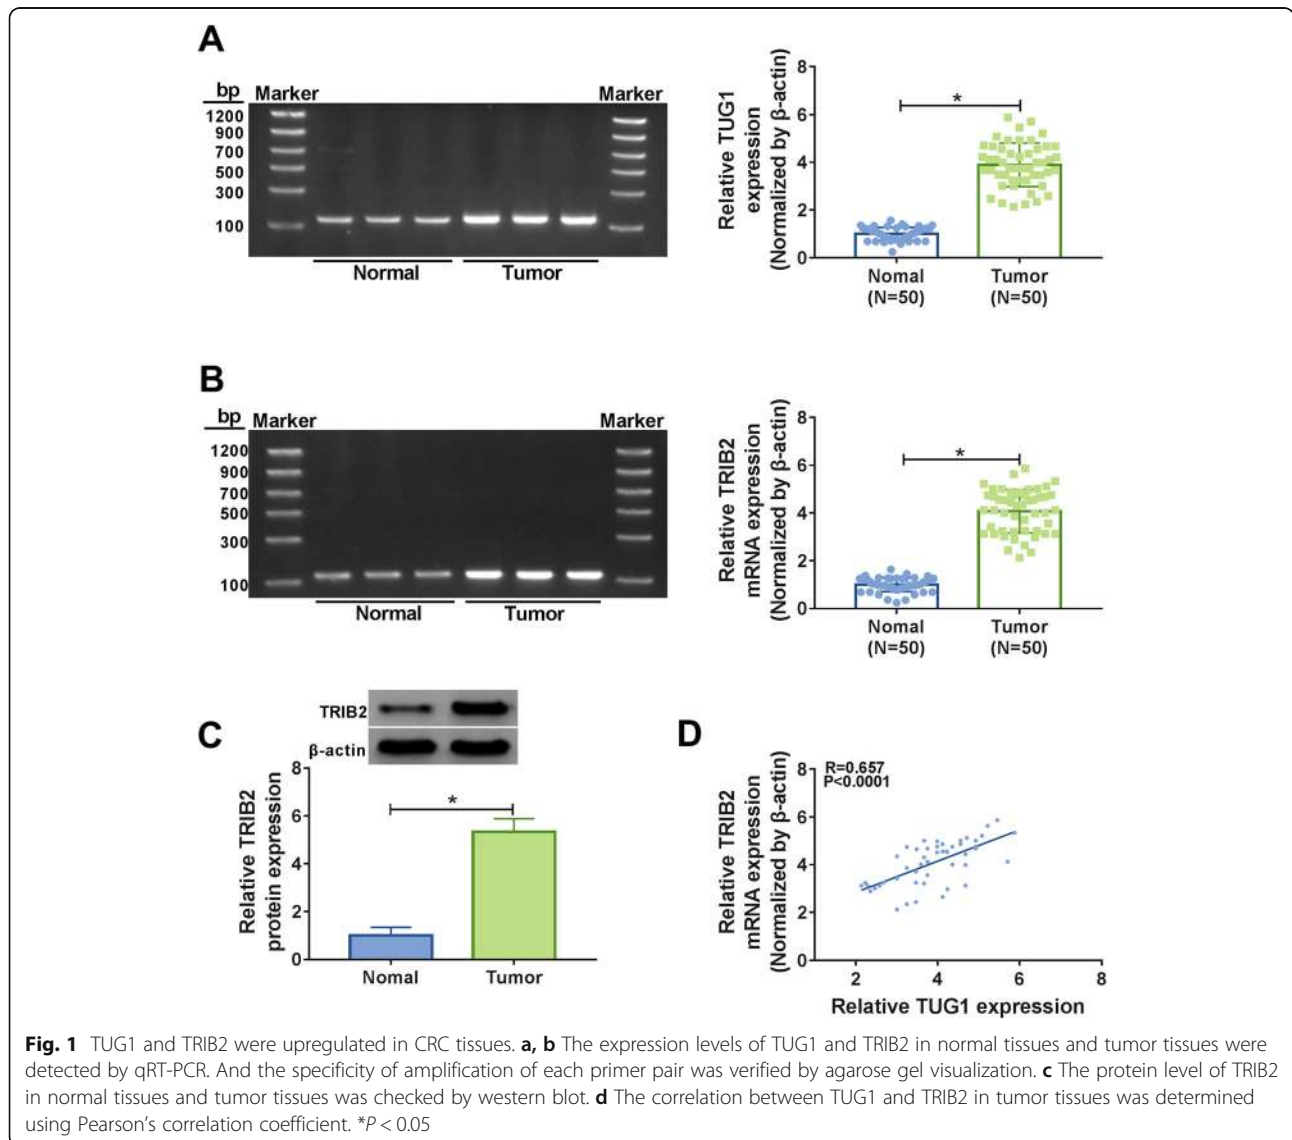 A
bp
Marker
Marker
1200
900
700
500
300
100
Normal
Tumor
Relative TUG1
expression
(Normalized by β-actin)
8
6
4
2
0
*
Nomal
(N=50)
Tumor
(N=50)
B
bp
Marker
Marker
1200
900
700
500
300
100
Normal
Tumor
Relative TRIB2
mRNA expression
(Normalized by β-actin)
8
6
4
2
0
*
Nomal
(N=50)
Tumor
(N=50)
C
TRIB2
β-actin
Relative TRIB2
protein expression
8
6
4
2
0
*
Nomal
Tumor
D
R=0.657
P<0.0001
Relative TRIB2
mRNA expression
(Normalized by β-actin)
8
6
4
2
0
2
4
6
8
Relative TUG1 expression
Fig. 1 TUG1 and TRIB2 were upregulated in CRC tissues. a, b The expression levels of TUG1 and TRIB2 in normal tissues and tumor tissues were
detected by qRT-PCR. And the specificity of amplification of each primer pair was verified by agarose gel visualization. c The protein level of TRIB2
in normal tissues and tumor tissues was checked by western blot. d The correlation between TUG1 and TRIB2 in tumor tissues was determined
using Pearson's correlation coefficient. *P < 0.05